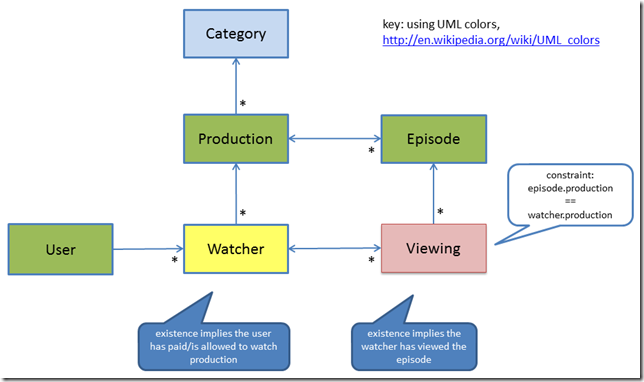 Category
key: using UML colors,
http://en.wikipedia.org/wiki/UML_colors
*
Production
*
Episode
*
*
constraint:
episode.production
==
watcher.production
User
*
Watcher
*
Viewing
existence implies the user
has paid/is allowed to watch
production
existence implies the
watcher has viewed the
episode